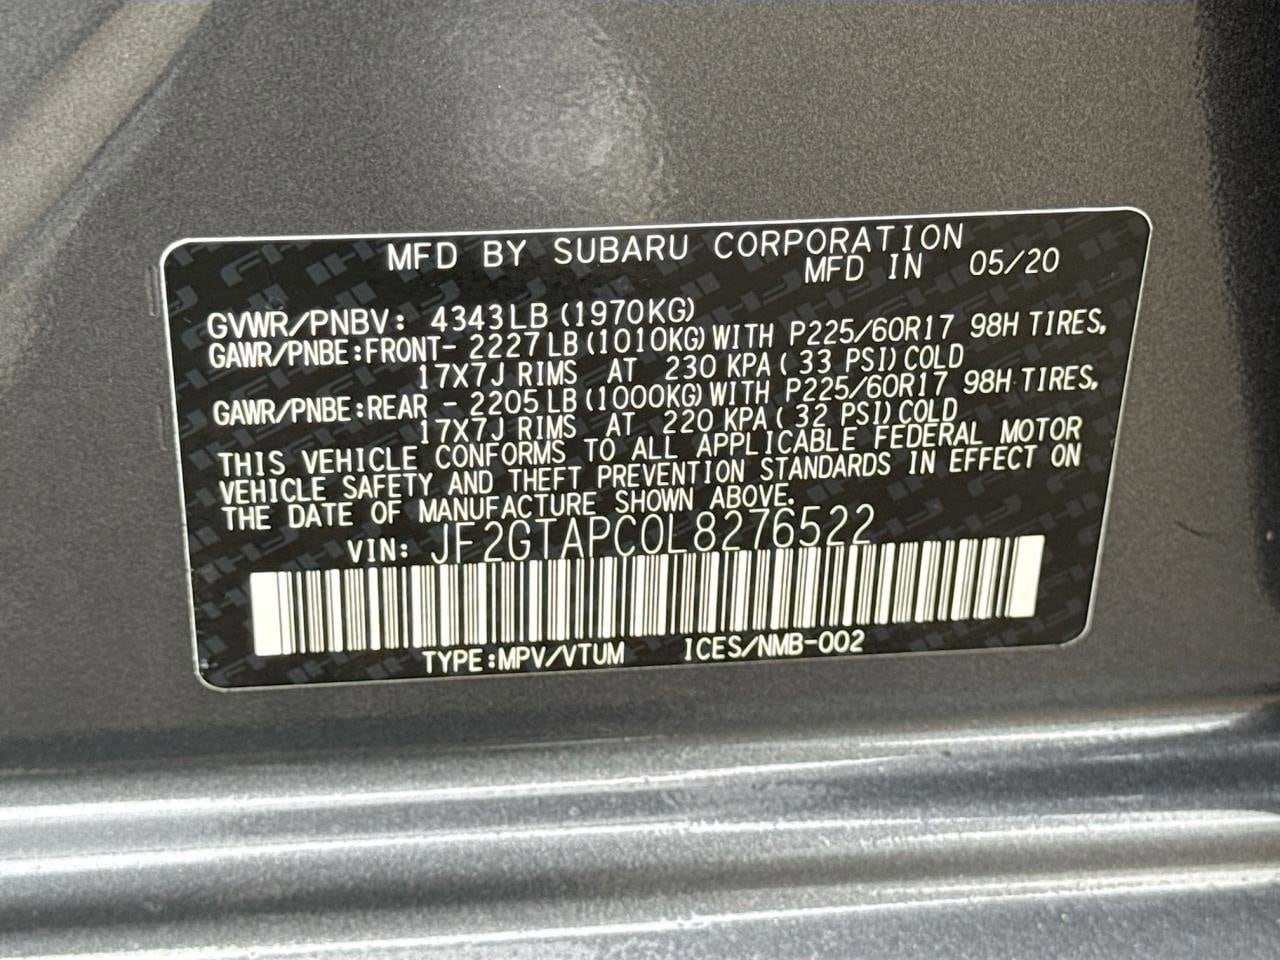 MFD BY SUBARU CORPORATION
MFD IN 05/20
GVWR/PNBV: 4343LB (1970KG)
GAWR/PNBE:FRONT- 2227LB (1010KG) WITH P225/60R17 98H TIRES,
17X7J RIMS AT 230 KPA ( 33 PSI) COLD
GAWR/PNBE:REAR - 2205LB (1000KG) WITH P225/60R17 98H TIRES,
17X7J RIMS AT 220 KPA ( 32 PSI) COLD
THIS VEHICLE CONFORMS TO ALL APPLICABLE FEDERAL MOTOR
VEHICLE SAFETY AND THEFT PREVENTION STANDARDS IN EFFECT ON
THE DATE OF MANUFACTURE SHOWN ABOVE.
VIN: JF2GTAPC0L8276522
TYPE:MPV/VTUM ICES/NMB-002